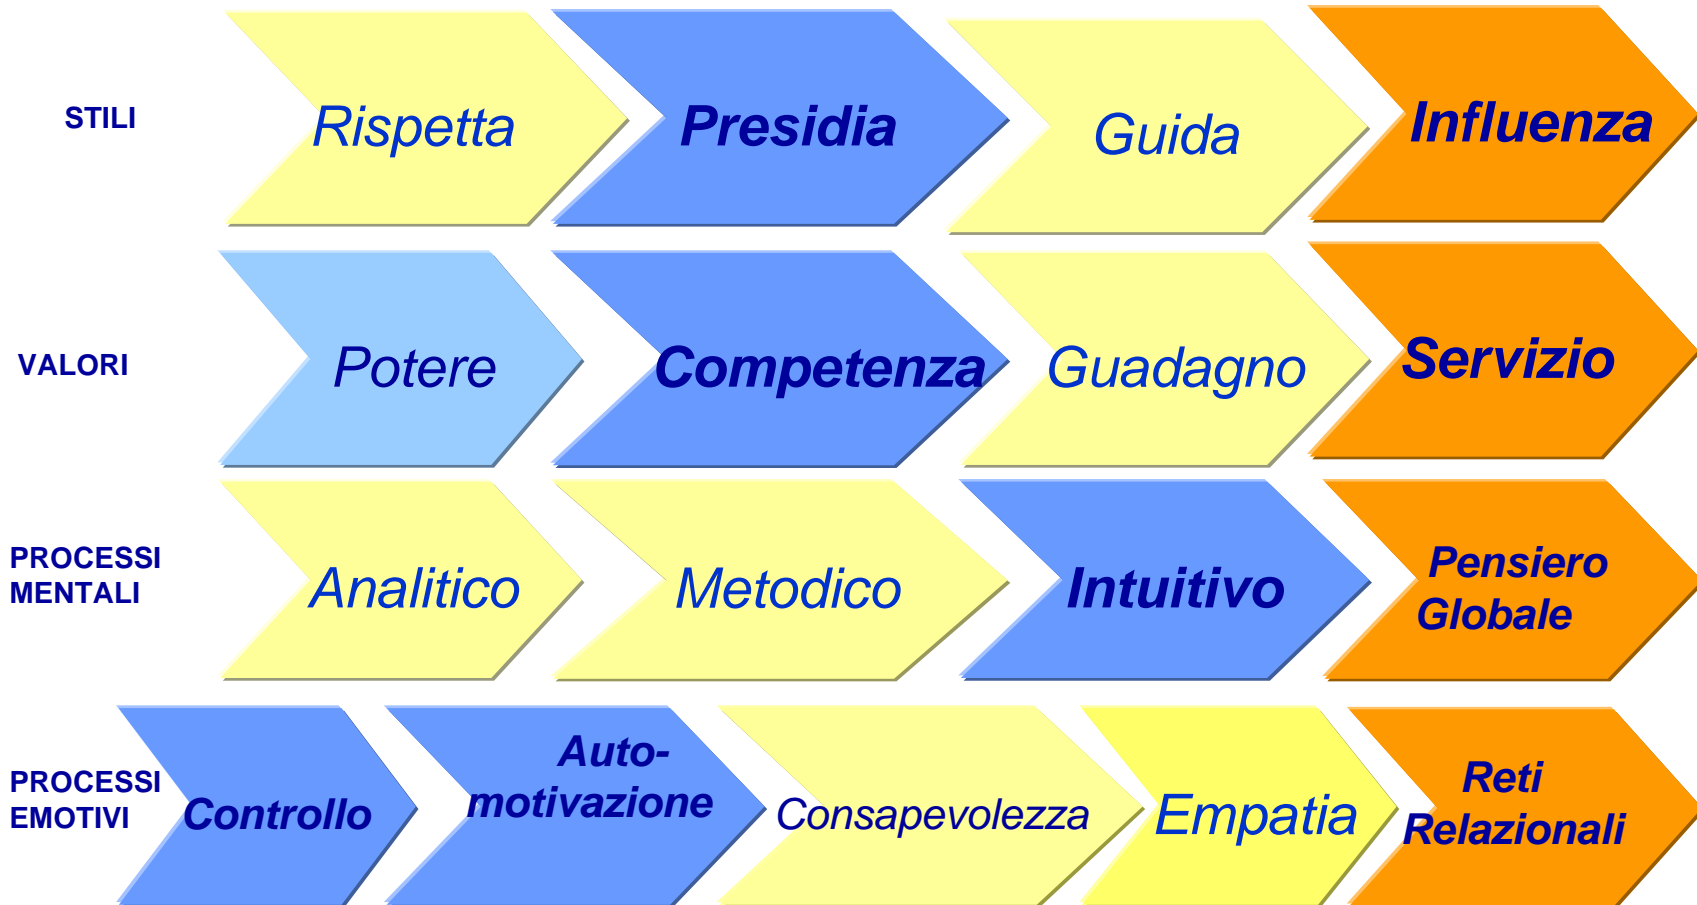 STILI
Rispetta
Presidia
Guida
Influenza
VALORI
Potere
Competenza
Guadagno
Servizio
PROCESSI
MENTALI
Analitico
Metodico
Intuitivo
Pensiero
Globale
PROCESSI
EMOTIVI
Controllo
Auto-
motivazione
Consapevolezza
Empatia
Reti
Relazionali